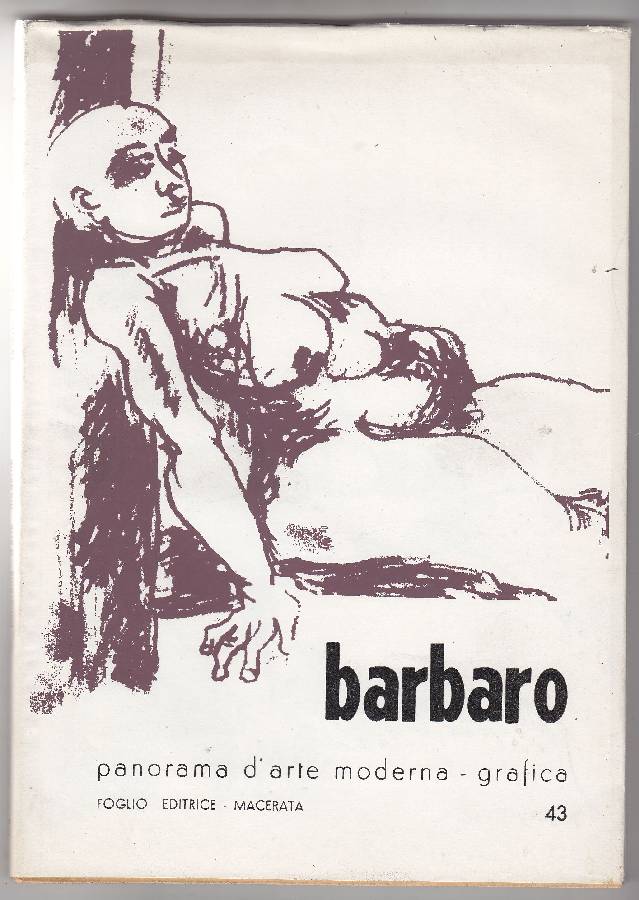 barbaro
panorama d'arte moderna - grafica
FOGLIO EDITRICE - MACERATA
43